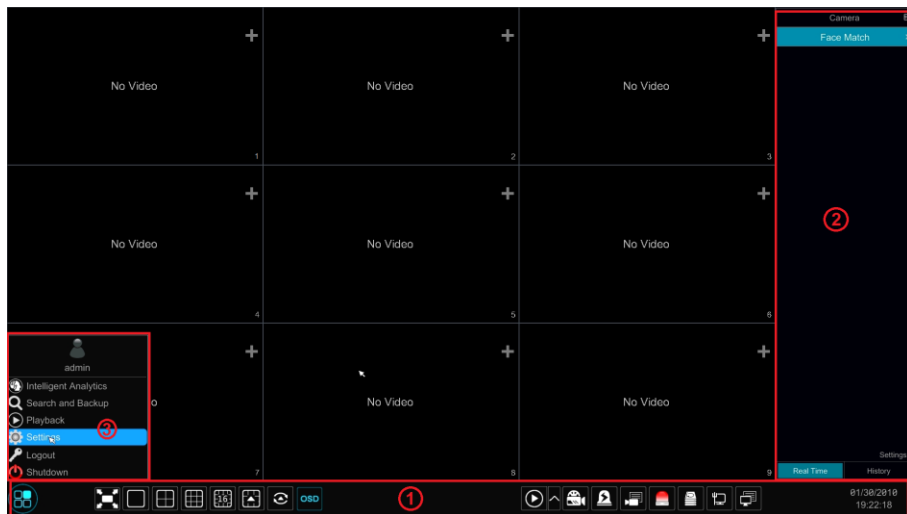 Camera
Face Match
No Video
1
No Video
2
No Video
3
No Video
4
No Video
5
No Video
6
No Video
8
No Video
9
o
7
admin
Intelligent Analytics
Search and Backup
Playback
Settings
Logout
Shutdown
③
②
Settings
Real Time
History
16
OSD
①
01/30/2010
19:22:18